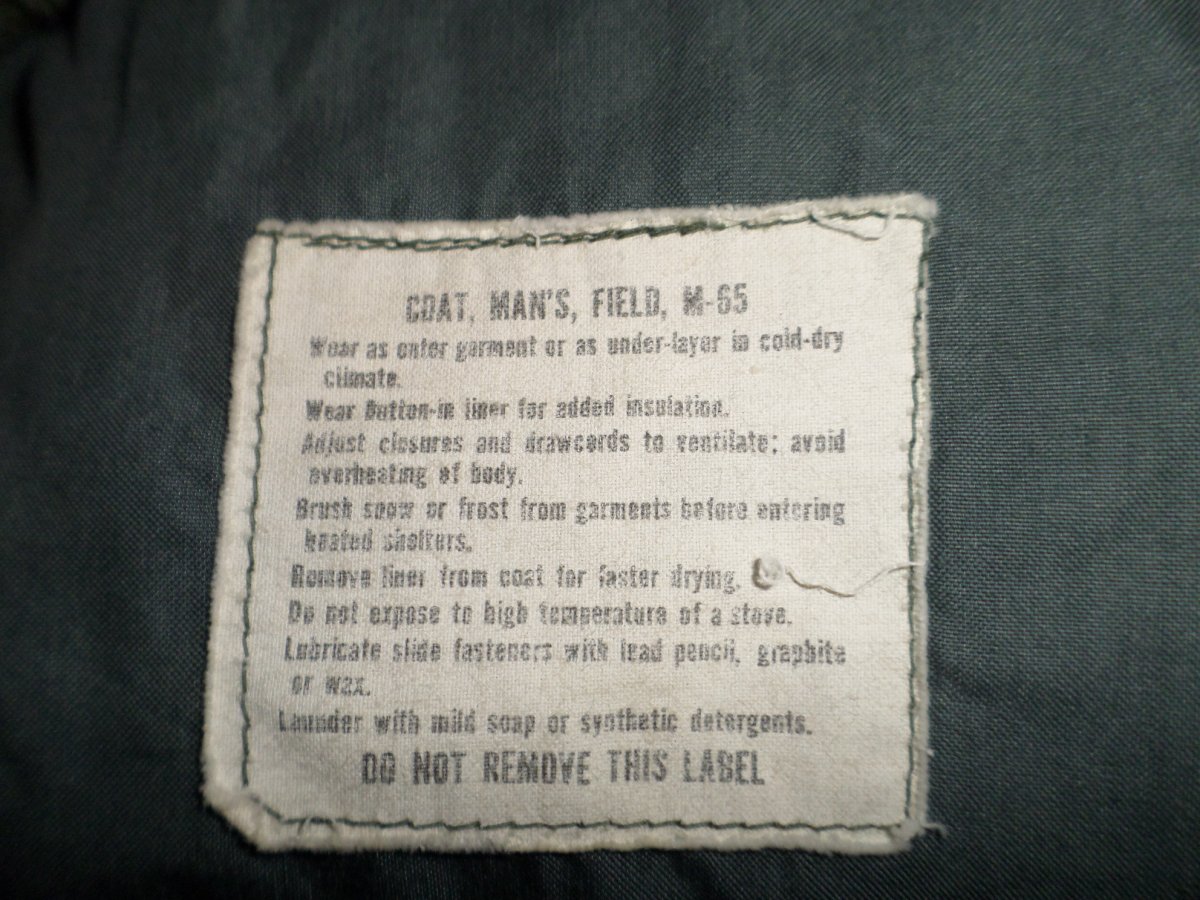 COAT, MAN'S, FIELD, M-65
Wear as outer garment or as under-layer in cold-dry
climate.
Wear Button-in liner for added insulation.
Adjust closures and drawcords to ventilate; avoid
overheating of body.
Brush snow or frost from garments before entering
heated shelters.
Remove liner from coat for faster drying.
Do not expose to high temperature of a stove.
Lubricate slide fasteners with lead pencil, graphite
or wax.
Launder with mild soap or synthetic detergents.
DO NOT REMOVE THIS LABEL